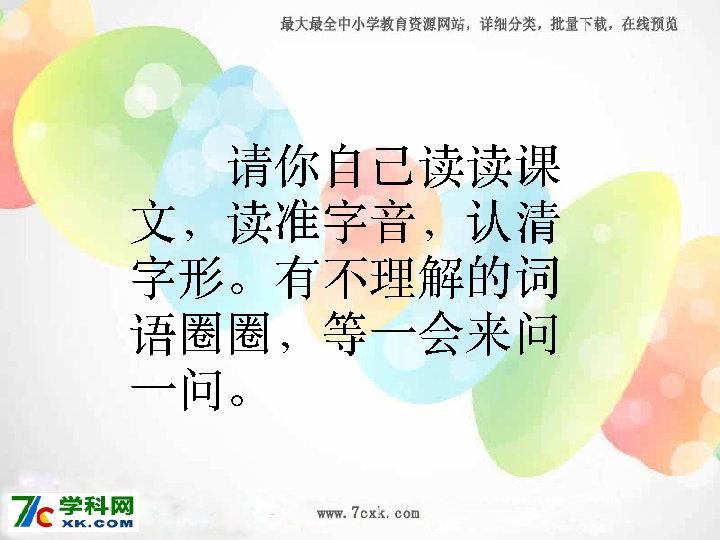 最大最全中小学教育资源网站，详细分类，批量下载，在线预览
请你自己读读课
文，读准字音，认清
字形。有不理解的词
语圈圈，等一会来问
一问。
7c学科网
XK.COM
www.7cxk.com